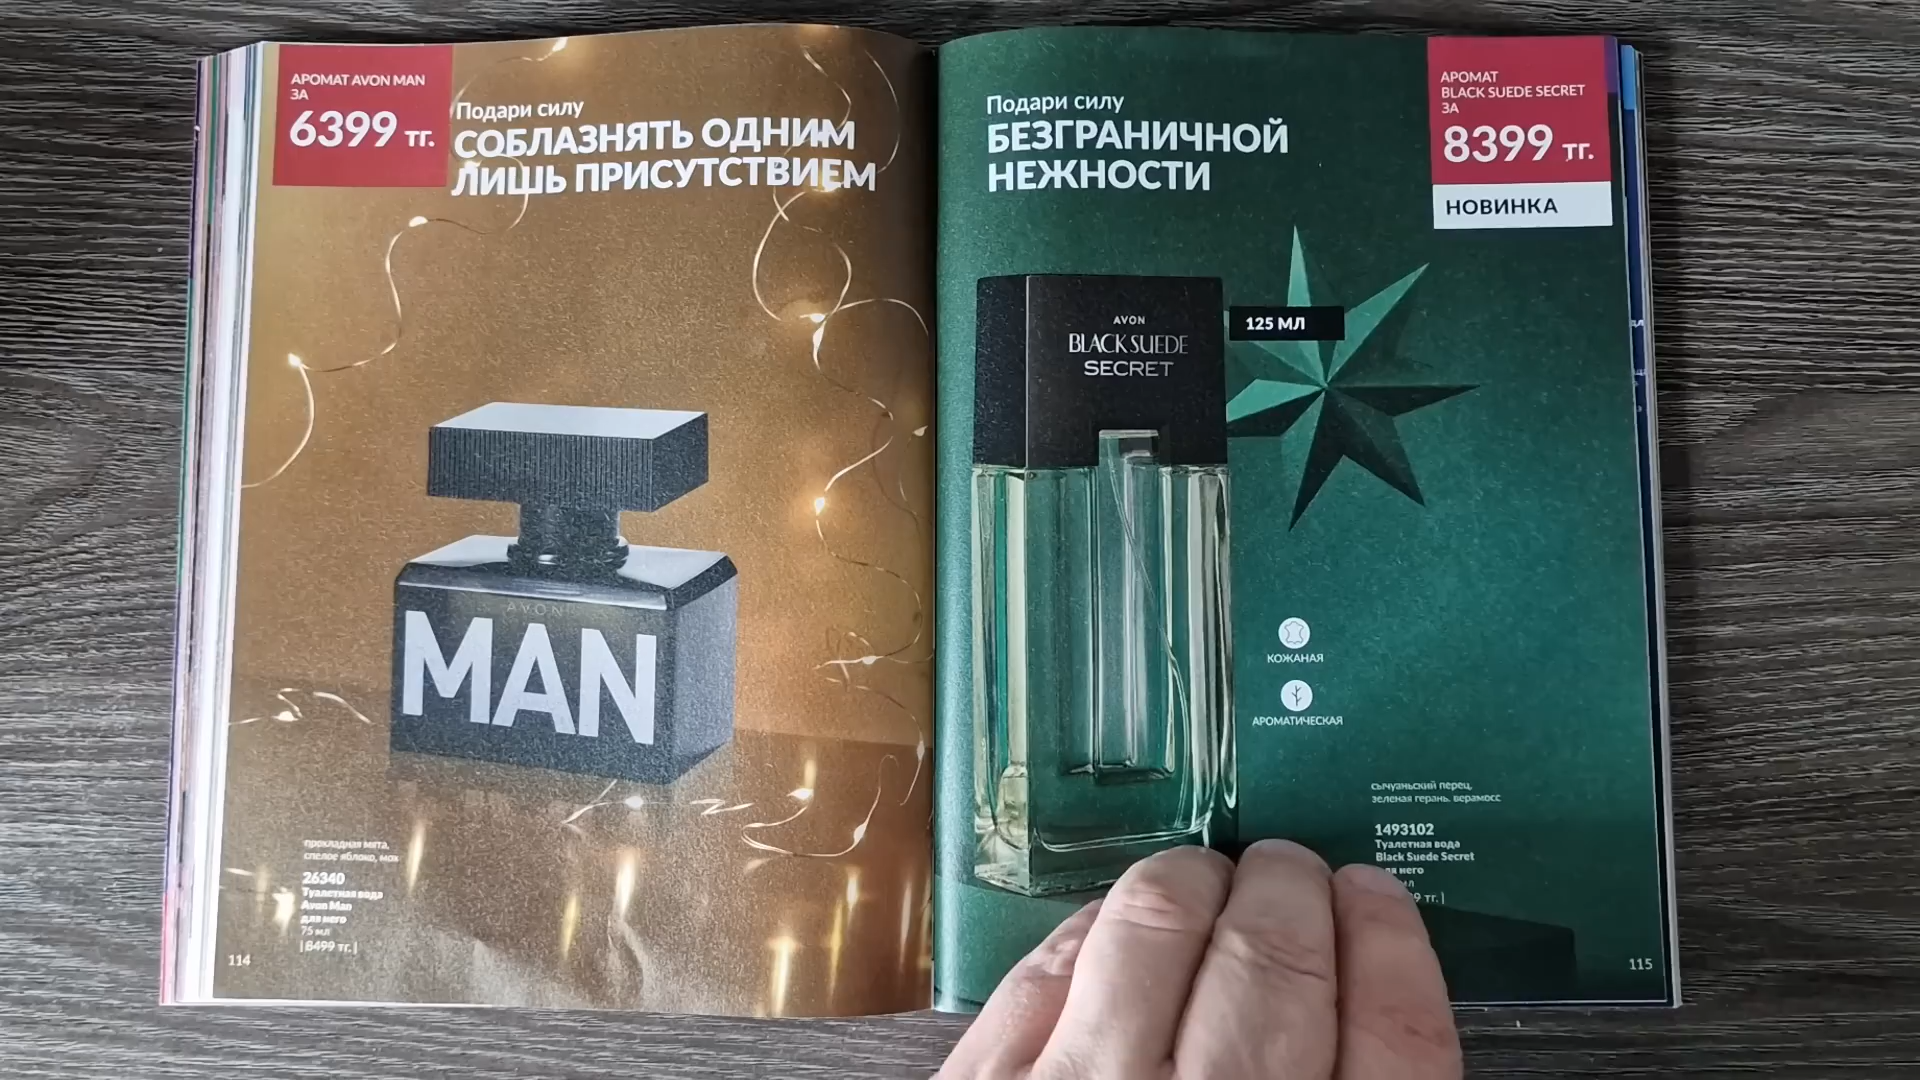 АРОМАТ AVON MAN
ЗА
6399 тг.
Подари силу
СОБЛАЗНЯТЬ ОДНИМ
ЛИШЬ ПРИСУТСТВИЕМ
AVON
MAN
прохладная мята,
спелое яблоко, мох
26340
Туалетная вода
Avon Man
для него
75 мл
|8499 тг.|
114
Подари силу
БЕЗГРАНИЧНОЙ
НЕЖНОСТИ
АРОМАТ
BLACK SUEDE SECRET
ЗА
8399 тг.
НОВИНКА
AVON
BLACK SUEDE
SECRET
125 МЛ
КОЖАНАЯ
АРОМАТИЧЕСКАЯ
сычуаньский перец,
зеленая герань, верамосс
1493102
Туалетная вода
Black Suede Secret
него
мл
тг.|
115